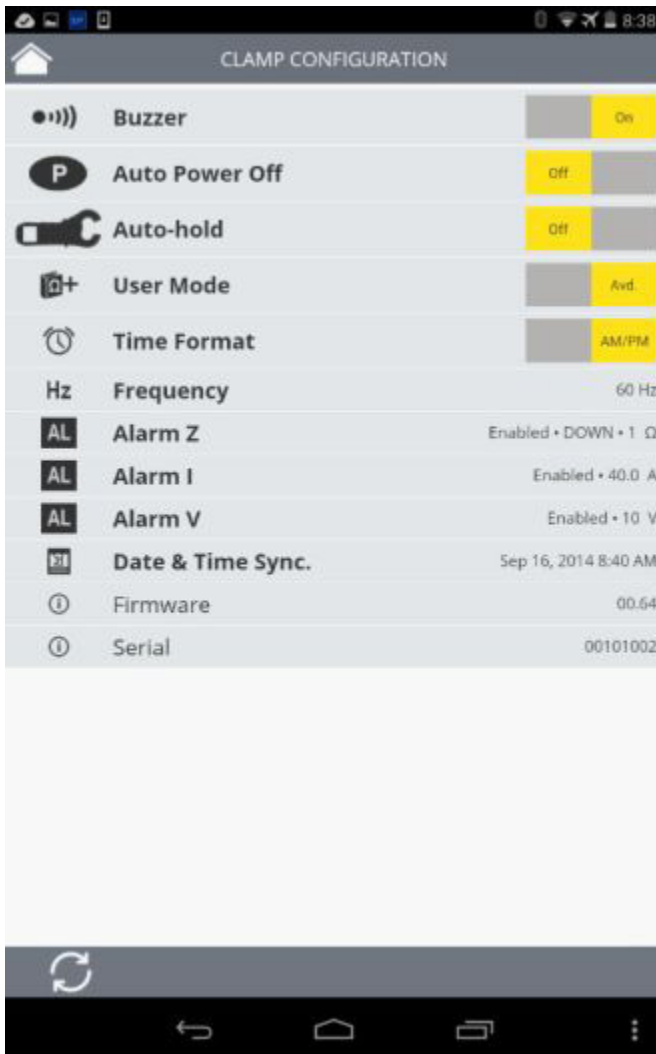 8:38
CLAMP CONFIGURATION
Buzzer On
P Auto Power Off Off
Auto-hold Off
User Mode Avd.
Time Format AM/PM
Hz Frequency 60 Hz
AL Alarm Z Enabled • DOWN • 1 Ω
AL Alarm I Enabled • 40.0 A
AL Alarm V Enabled • 10 V
Date & Time Sync. Sep 16, 2014 8:40 AM
Firmware 00.64
Serial 00101002